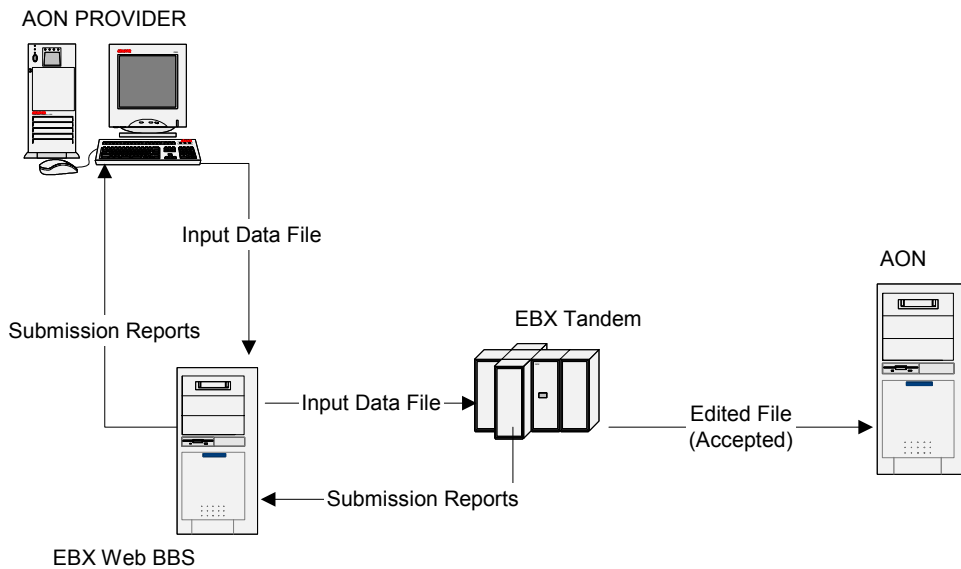 AON PROVIDER
Input Data File
AON
Submission Reports
EBX Tandem
Input Data File
Edited File
(Accepted)
Submission Reports
EBX Web BBS